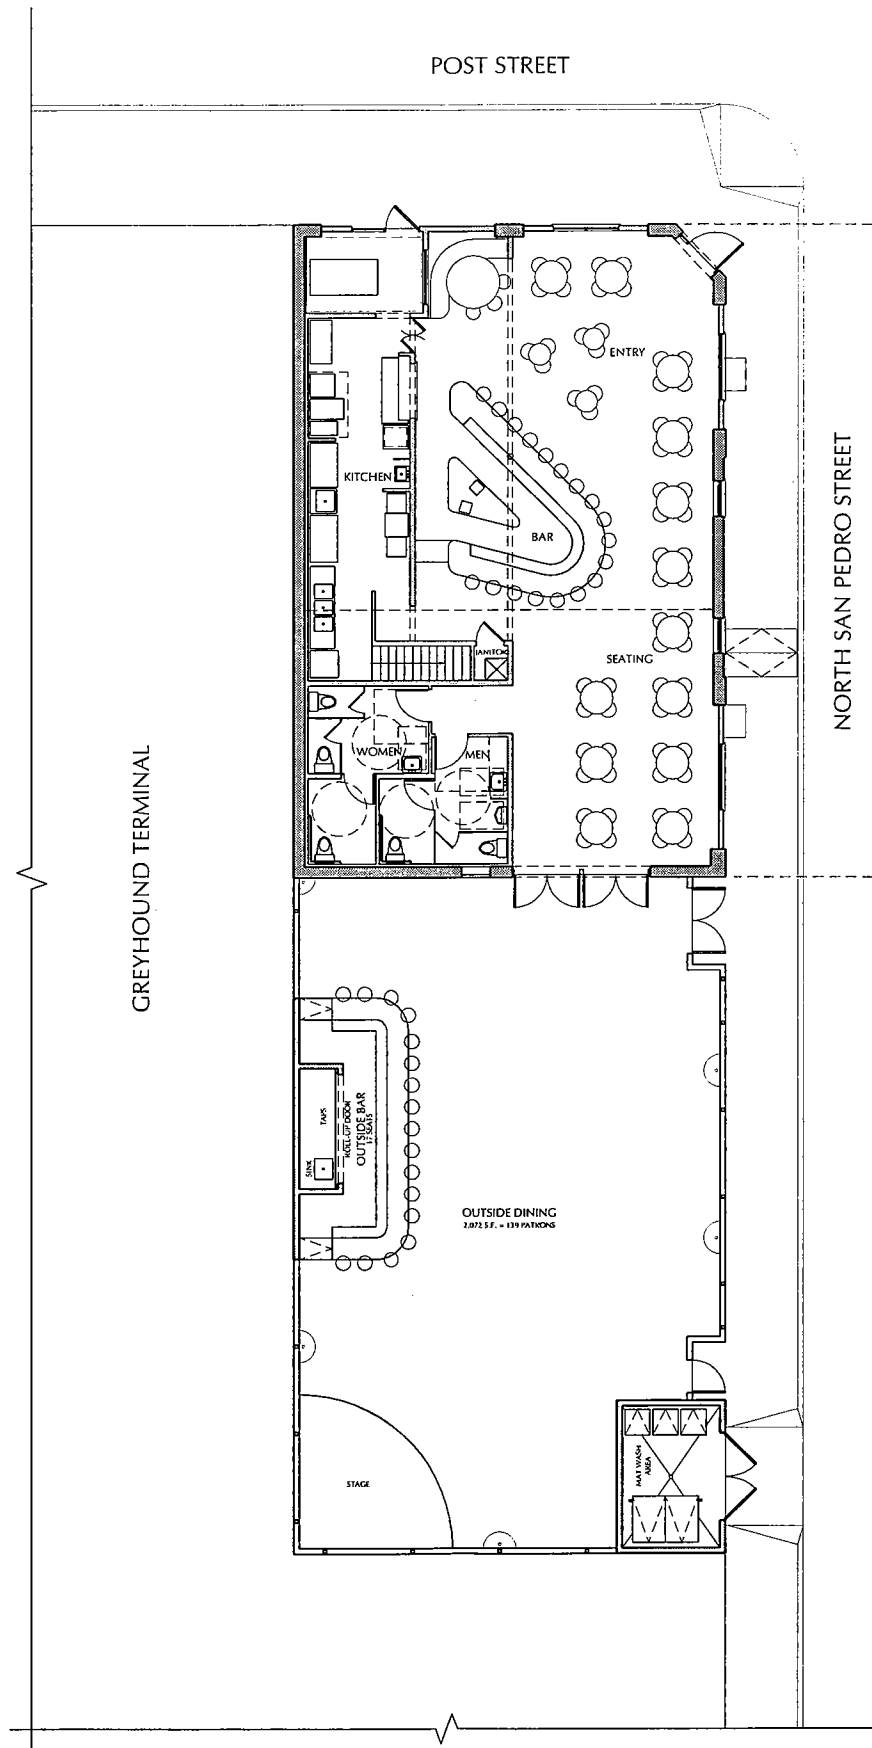 POST STREET
ENTRY
KITCHEN
BAR
NORTH SAN PEDRO STREET
JANITOR
SEATING
WOMEN
MEN
GREYHOUND TERMINAL
TAPS
SINK
ROLL-UP DOOR
OUTSIDE BAR
17 SEATS
OUTSIDE DINING
2,072 S.F. = 139 PATRONS
STAGE
MAT WASH
AREA